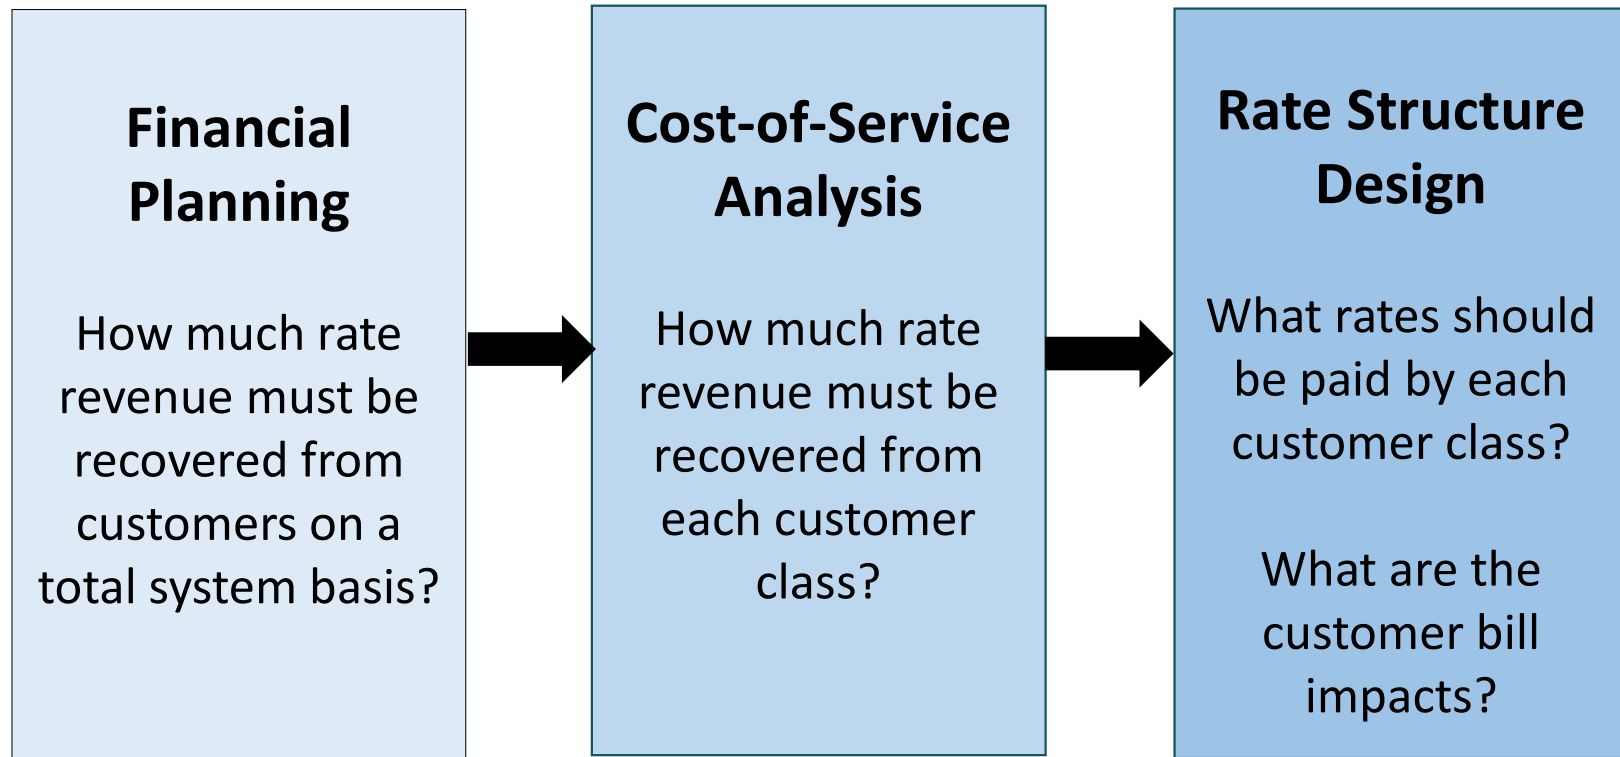 Financial
Planning
How much rate
revenue must be
recovered from
customers on a
total system basis?
Cost-of-Service
Analysis
How much rate
revenue must be
recovered from
each customer
class?
Rate Structure
Design
What rates should
be paid by each
customer class?
What are the
customer bill
impacts?